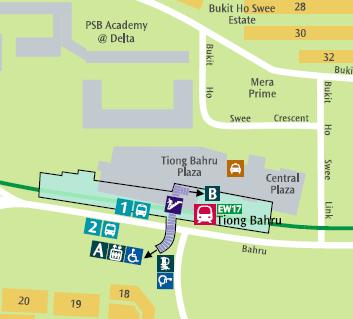 Bukit Ho Swee
Estate
28
30
32
PSB Academy
@ Delta
Bukit
Ho
Swee
Crescent
Mera
Prime
Buki
Bukit
Ho
Swee
Link
Tiong Bahru
Plaza
Central
Plaza
B
EW17
Tiong Bahru
1
2
A
Bahru
20
19
18